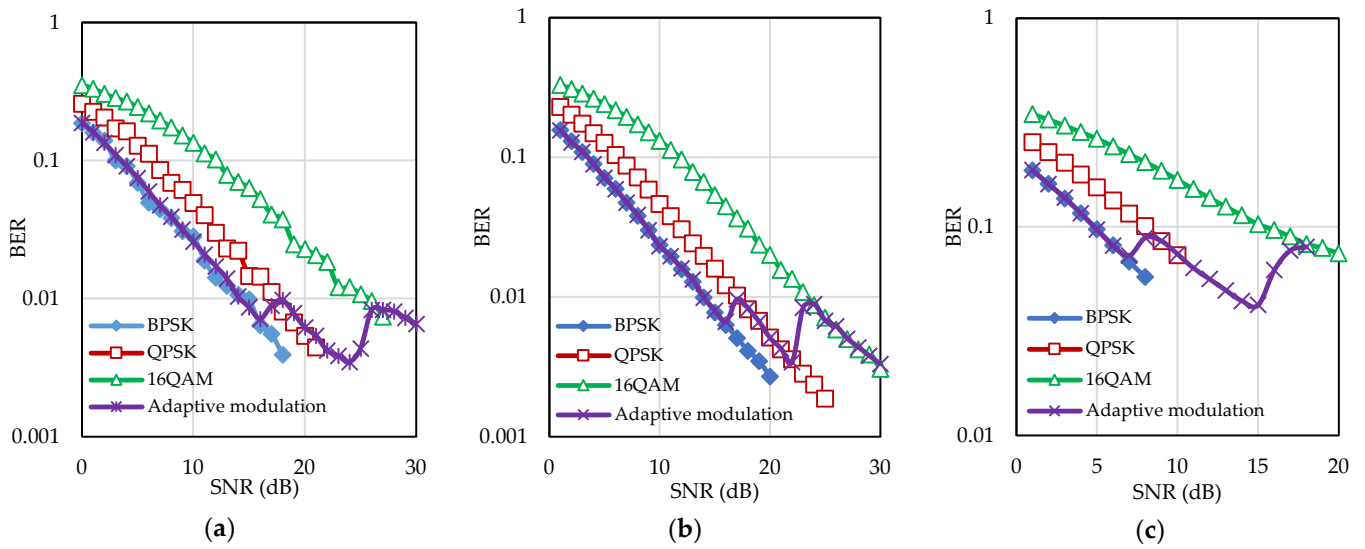 1
0.1
0.01
0.001
BER
BPSK
QPSK
16QAM
Adaptive modulation
0 10 20 30
SNR (dB)
(a)
1
0.1
0.01
0.001
BER
BPSK
QPSK
16QAM
Adaptive modulation
0 10 20 30
SNR (dB)
(b)
1
0.1
0.01
BER
BPSK
QPSK
16QAM
Adaptive modulation
0 5 10 15 20
SNR (dB)
(c)